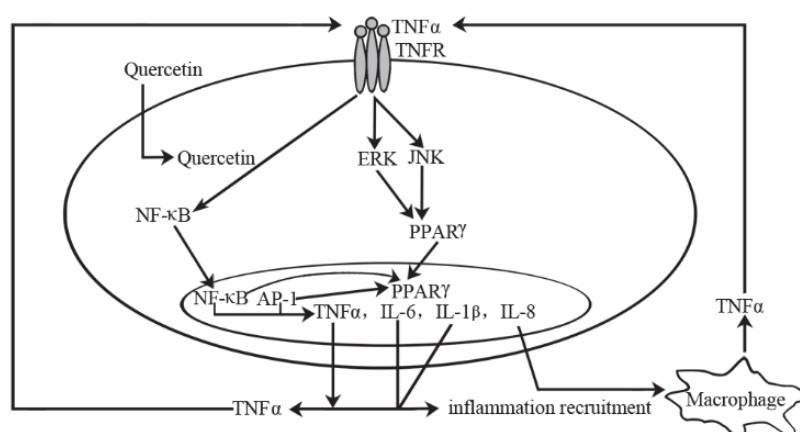 TNFα
TNFR
Quercetin
Quercetin
ERK JNK
NF-κB
PPARγ
NF-κB AP-1 PPARγ
TNFα, IL-6, IL-1β, IL-8
TNFα
TNFα
inflammation recruitment
Macrophage